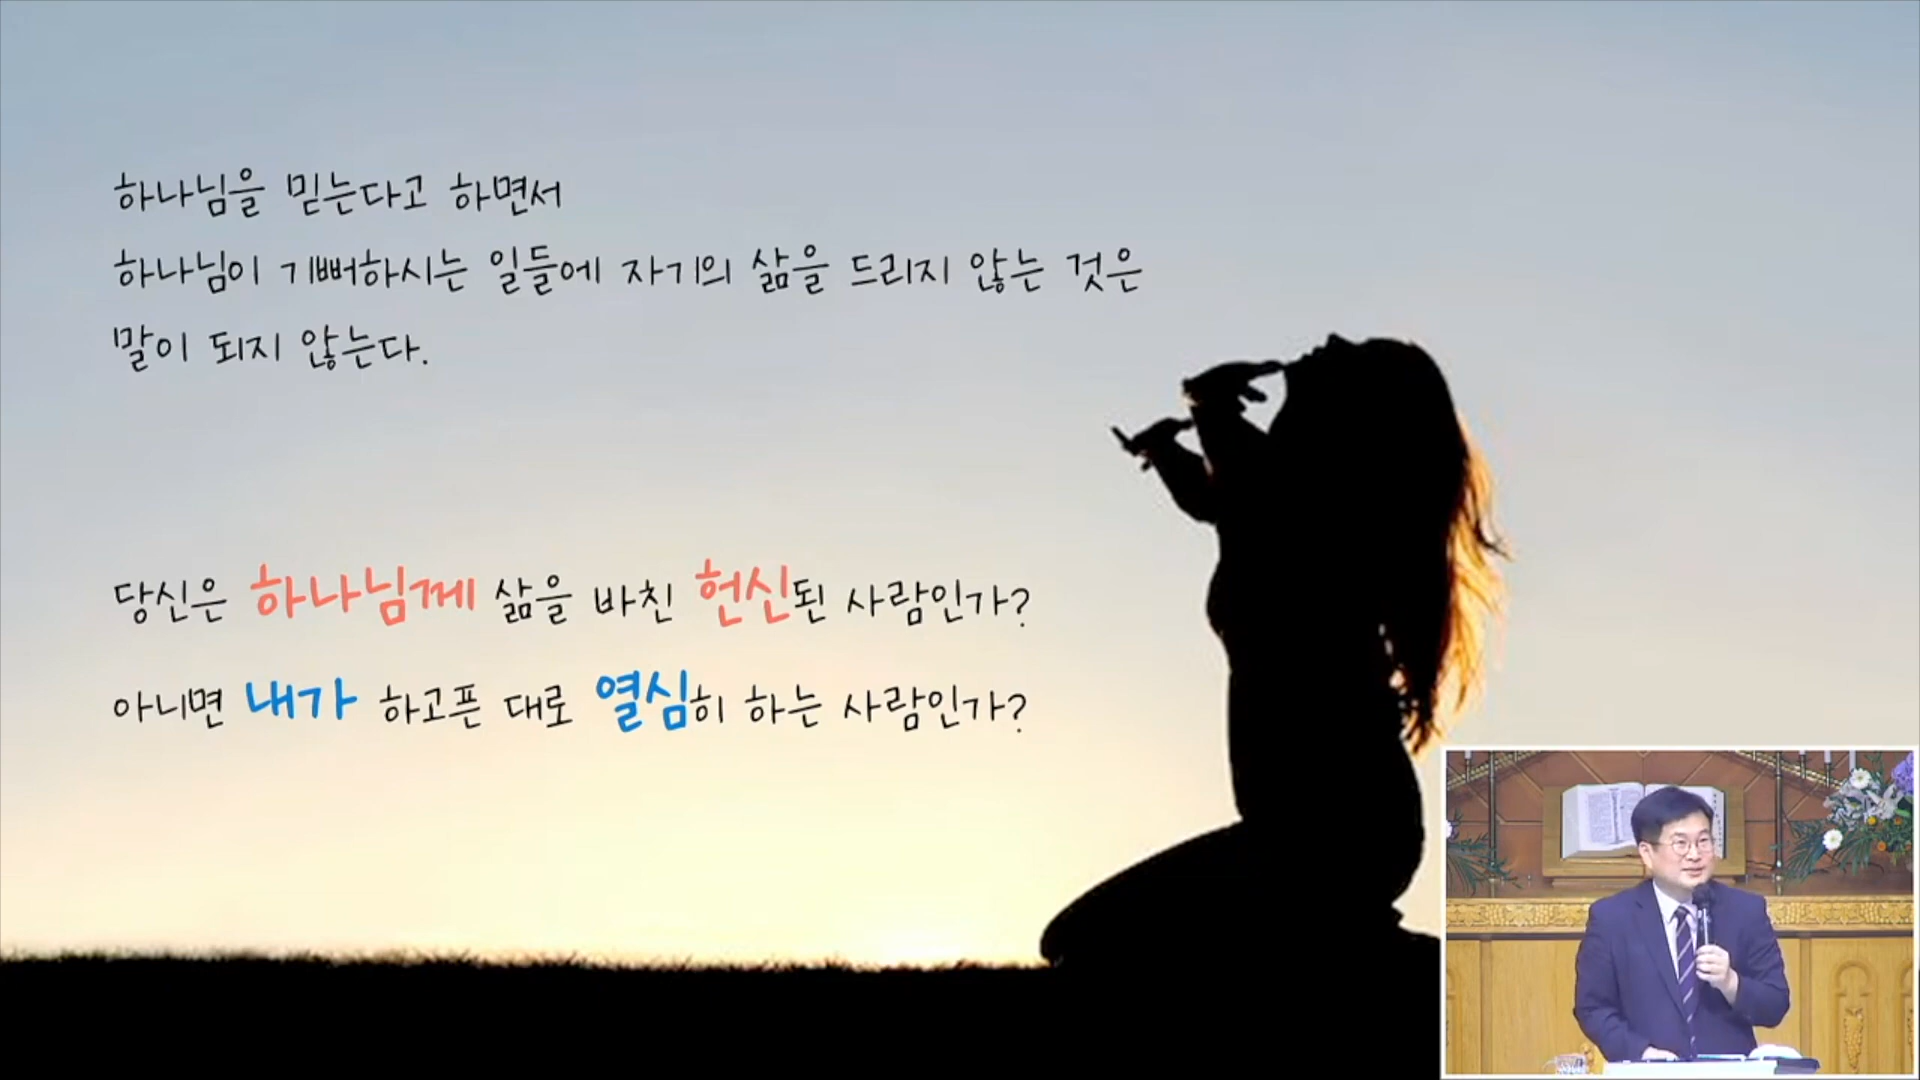 하나님을 믿는다고 하면서
하나님이 기뻐하시는 일들에 자기의 삶을 드리지 않는 것은
말이 되지 않는다.
당신은 하나님께 삶을 바친 헌신된 사람인가?
아니면 내가 하고픈 대로 열심히 하는 사람인가?